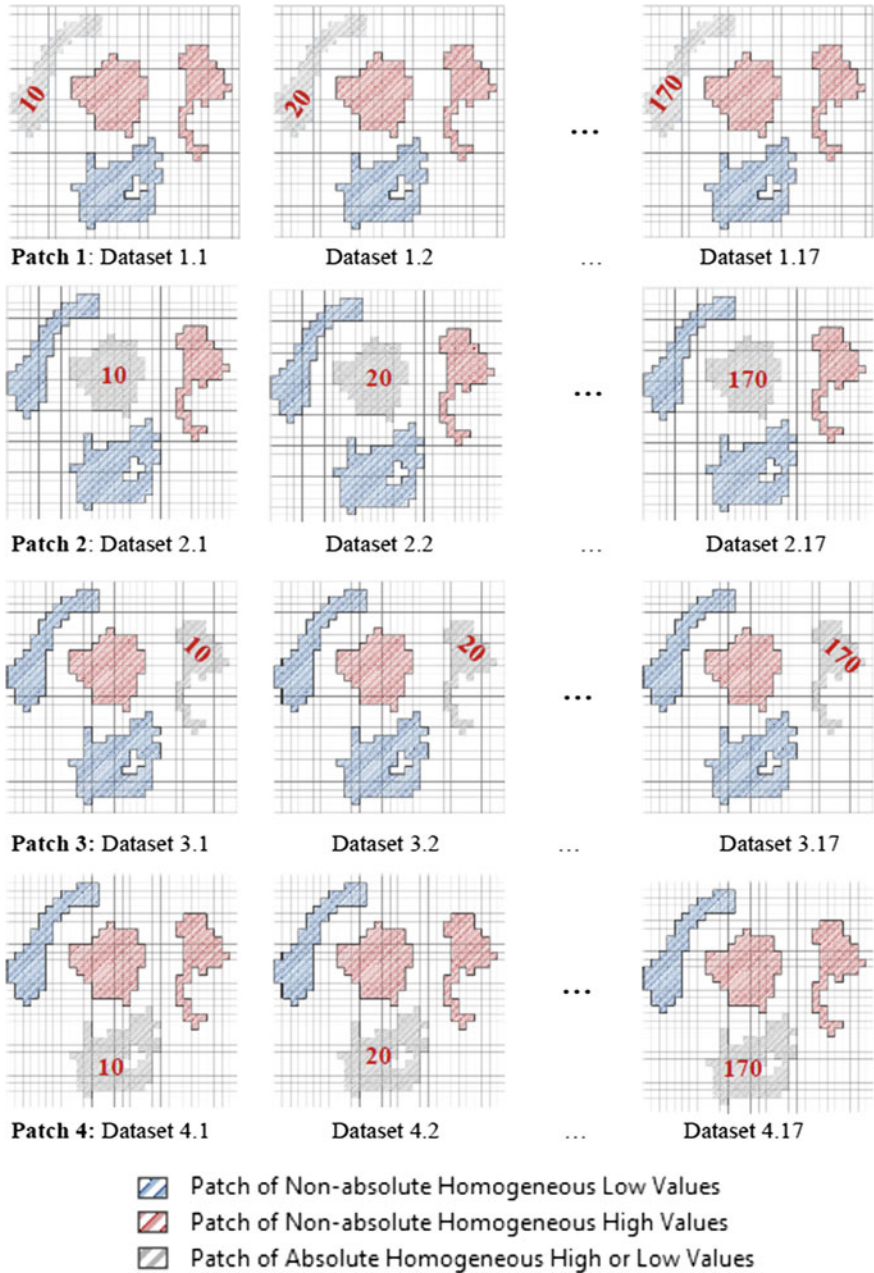 10 20 ... 170
Patch 1: Dataset 1.1 Dataset 1.2 ... Dataset 1.17
10 20 ... 170
Patch 2: Dataset 2.1 Dataset 2.2 ... Dataset 2.17
10 20 ... 170
Patch 3: Dataset 3.1 Dataset 3.2 ... Dataset 3.17
10 20 ... 170
Patch 4: Dataset 4.1 Dataset 4.2 ... Dataset 4.17
Patch of Non-absolute Homogeneous Low Values
Patch of Non-absolute Homogeneous High Values
Patch of Absolute Homogeneous High or Low Values